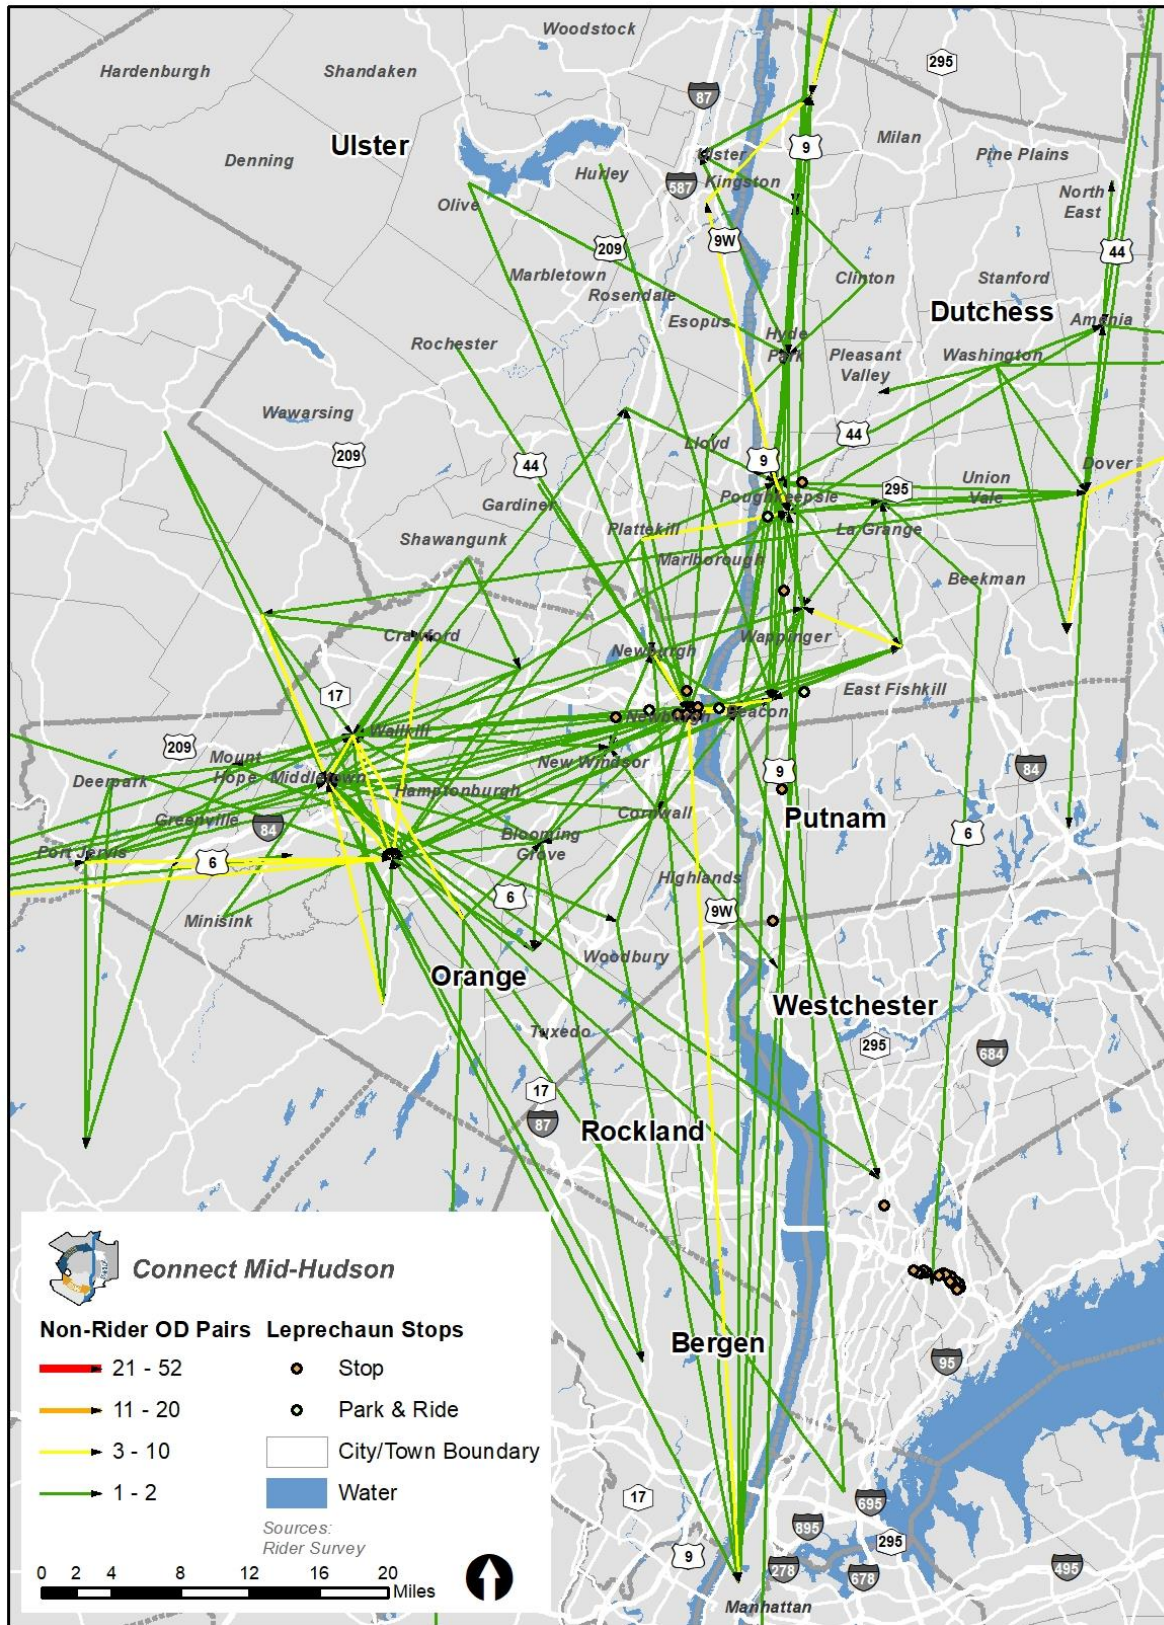 Woodstock
Hardenburgh
Shandaken
295
87
Ulster
9
Milan
Denning
Ulster
Pine Plains
Hurley
587
Kingston
North
East
Olive
209
9W
44
Marbletown
Clinton
Stanford
Rosendale
Esopus
Dutchess
Amenia
Hyde
Park
Rochester
Pleasant
Valley
Washington
Wawarsing
209
Lloyd
44
9
Dover
44
Union
Vale
295
Poughkeepsie
Gardiner
Plattekill
La Grange
Shawangunk
Marlborough
Beekman
Crawford
Wappinger
Newburgh
17
East Fishkill
Newburgh
Beacon
Wallkill
209
Mount
Hope
New Windsor
9
84
Deerpark
Middletown
Hamptonburgh
Greenville
84
Cornwall
Putnam
6
Blooming
Grove
Port Jervis
6
Highlands
6
9W
Minisink
Woodbury
Orange
Westchester
Tuxedo
295
684
17
87
Rockland
Connect Mid-Hudson
Non-Rider OD Pairs
21 - 52
11 - 20
3 - 10
1 - 2
Leprechaun Stops
Stop
Park & Ride
City/Town Boundary
Water
Sources:
Rider Survey
0 2 4 8 12 16 20
Miles
Bergen
95
17
695
895
295
9
278
678
495
Manhattan